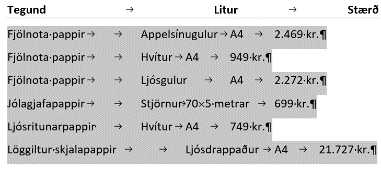 Tegund → Litur → Stærð
Fjölnota·pappír→ → Appelsínugulur→ A4 → 2.469·kr.¶
Fjölnota·pappír → → Hvítur→ A4 → 949·kr.¶
Fjölnota·pappír → → Ljósgulur → A4 → 2.272·kr.¶
Jólagjafapappír → → Stjörnur→70×5·metrar → 699·kr.¶
Ljósritunarpappír → → Hvítur→ A4 → 749·kr.¶
Löggiltur·skjalapappír → → Ljósdrappaður→ A4 → 21.727·kr.¶